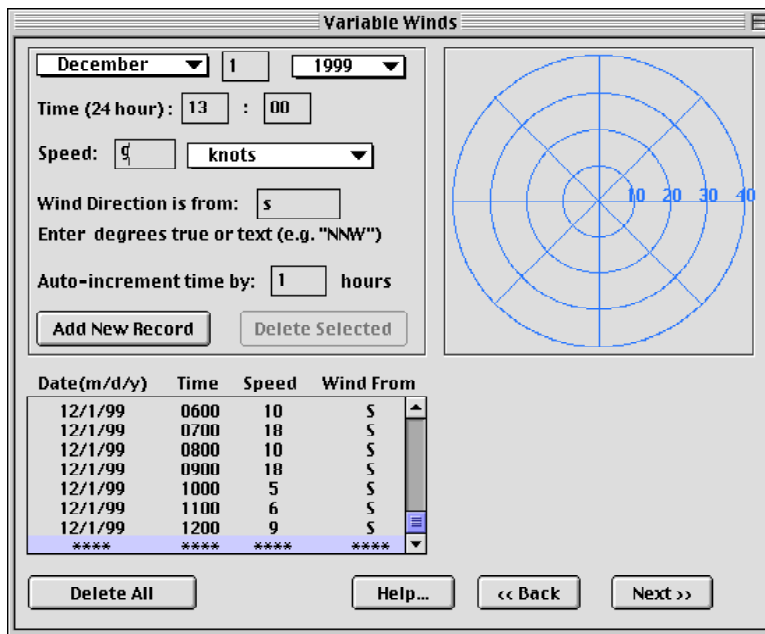 Variable Winds
December 1 1999
Time (24 hour): 13 : 00
Speed: 9 knots
Wind Direction is from: s
Enter degrees true or text (e.g. "NNW")
Auto-increment time by: 1 hours
Add New Record Delete Selected
10 20 30 40
Date(m/d/y) Time Speed Wind From
12/1/99 0600 10 S
12/1/99 0700 18 S
12/1/99 0800 10 S
12/1/99 0900 18 S
12/1/99 1000 5 S
12/1/99 1100 6 S
12/1/99 1200 9 S
**** **** **** ****
Delete All Help... << Back Next >>